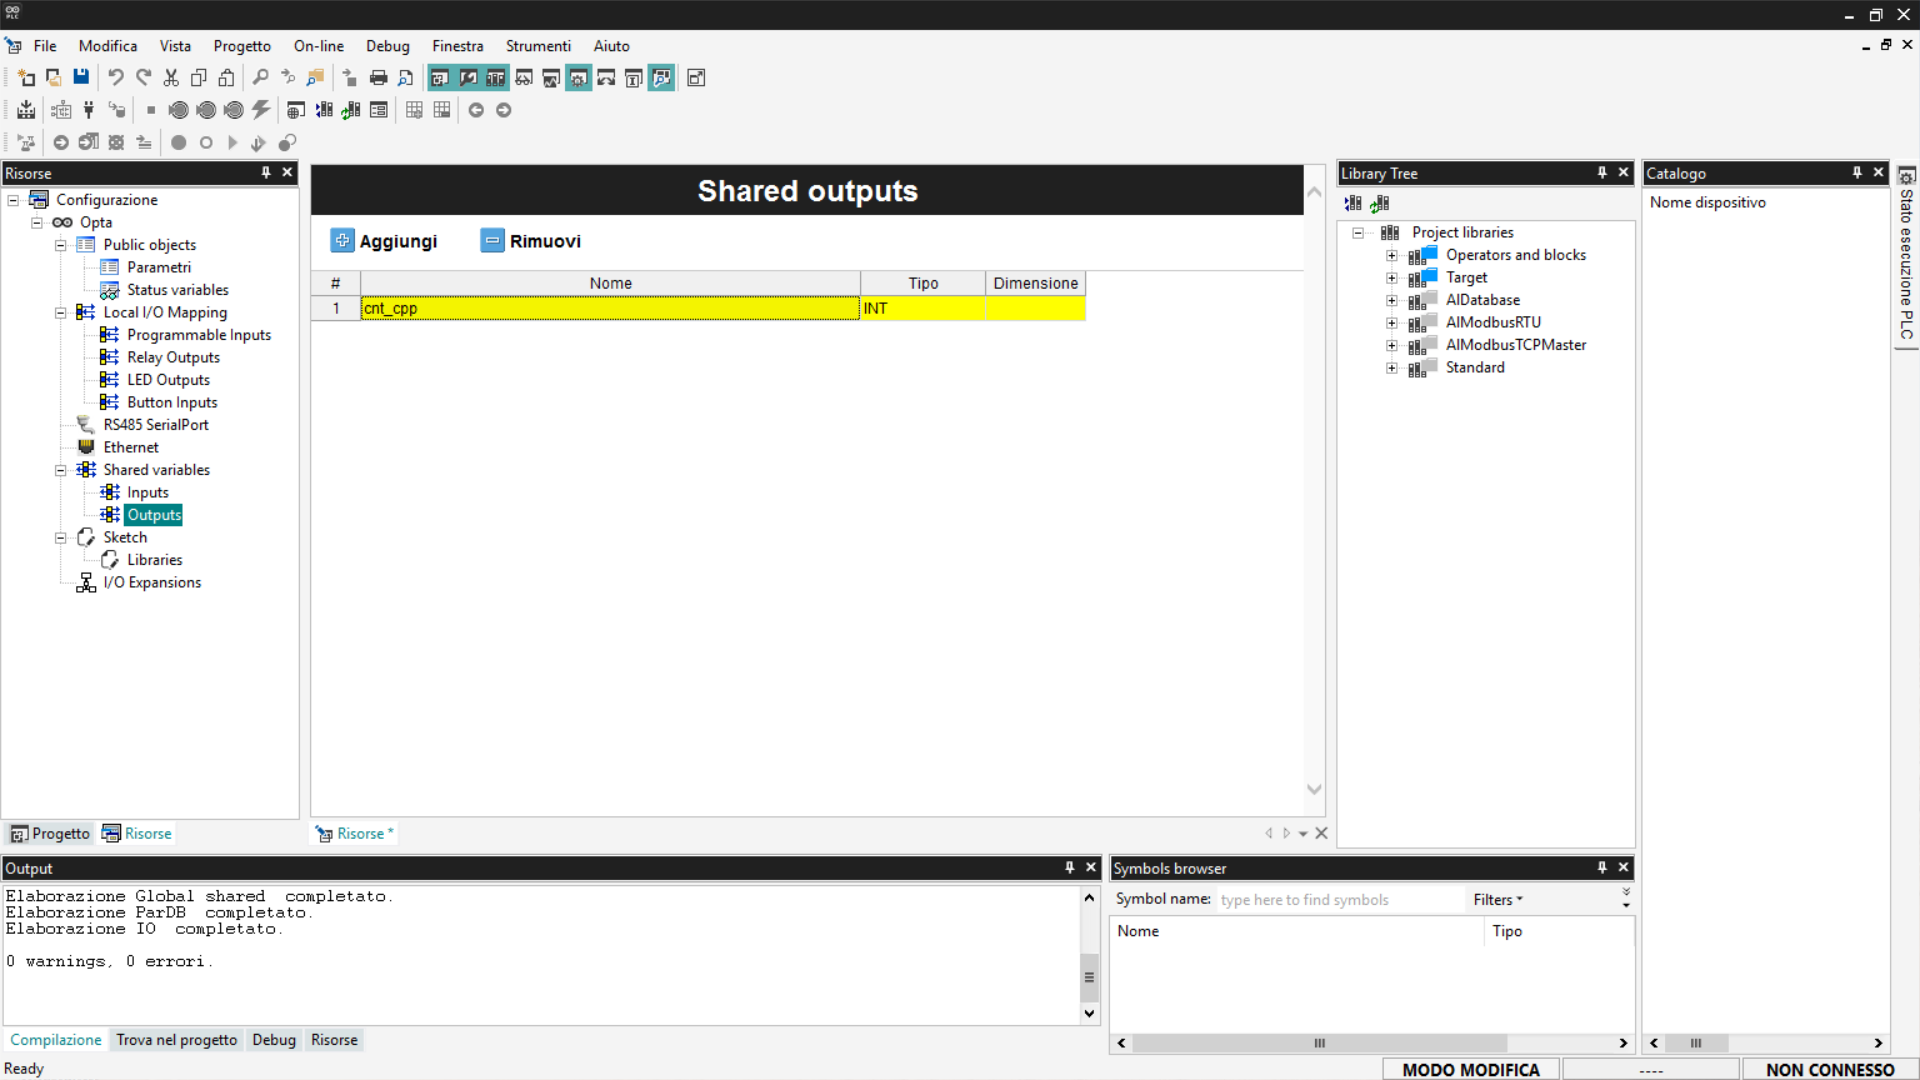 PLC
File Modifica Vista Progetto On-line Debug Finestra Strumenti Aiuto
Risorse
Configurazione
Opta
Public objects
Parametri
Status variables
Local I/O Mapping
Programmable Inputs
Relay Outputs
LED Outputs
Button Inputs
RS485 SerialPort
Ethernet
Shared variables
Inputs
Outputs
Sketch
Libraries
I/O Expansions
Progetto Risorse
Shared outputs
Aggiungi Rimuovi
# Nome Tipo Dimensione
1 cnt_cpp INT
Risorse *
Library Tree
Project libraries
Operators and blocks
Target
AIDatabase
AlModbusRTU
AlModbusTCPMaster
Standard
Catalogo
Nome dispositivo
Stato esecuzione PLC
Output
Elaborazione Global shared completato.
Elaborazione ParDB completato.
Elaborazione IO completato.
0 warnings, 0 errori.
Compilazione Trova nel progetto Debug Risorse
Symbols browser
Symbol name: type here to find symbols Filters
Nome Tipo
Ready
MODO MODIFICA ---- NON CONNESSO